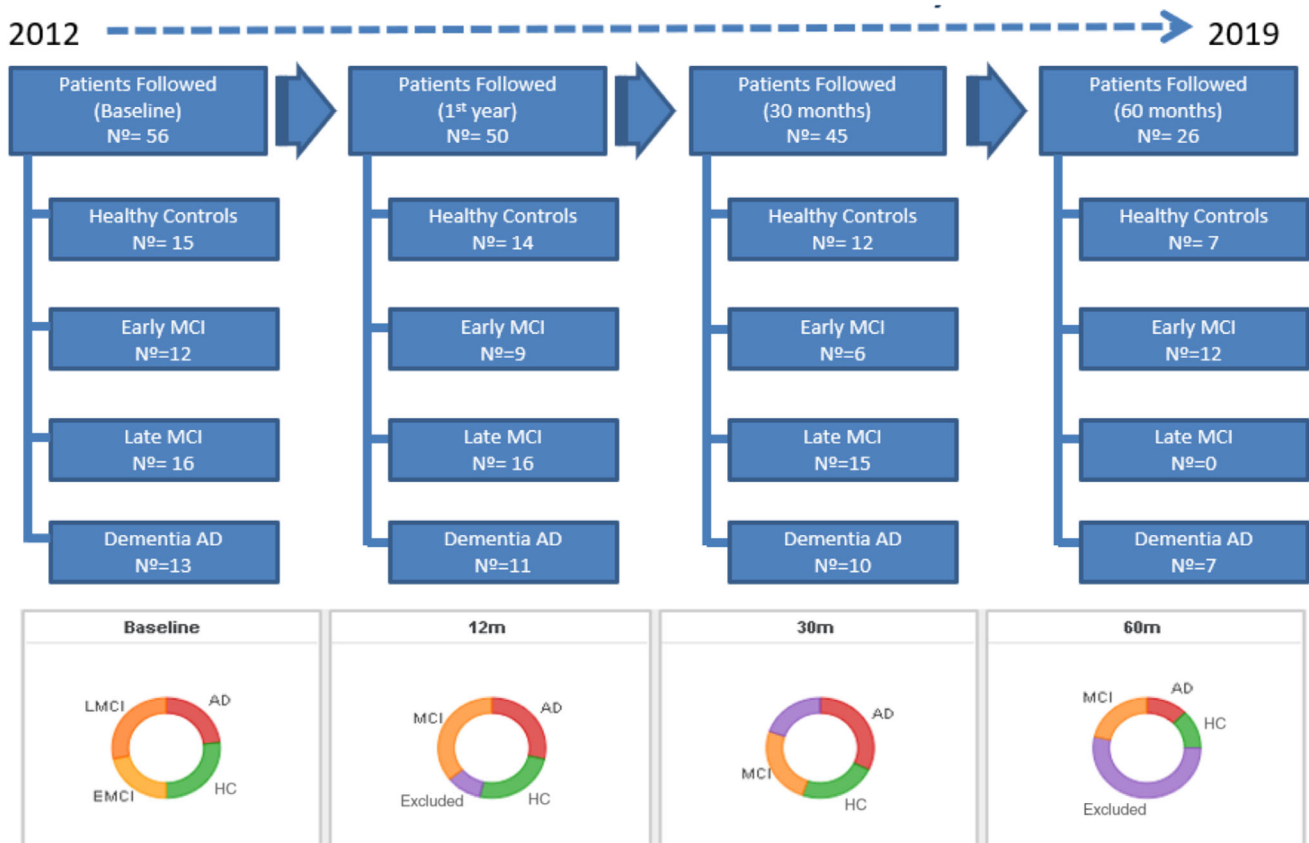 2012
2019
Patients Followed
(Baseline)
Nº= 56
Patients Followed
(1st year)
Nº= 50
Patients Followed
(30 months)
Nº= 45
Patients Followed
(60 months)
Nº= 26
Healthy Controls
Nº= 15
Healthy Controls
Nº= 14
Healthy Controls
Nº= 12
Healthy Controls
Nº= 7
Early MCI
Nº=12
Early MCI
Nº=9
Early MCI
Nº=6
Early MCI
Nº=12
Late MCI
Nº= 16
Late MCI
Nº= 16
Late MCI
Nº=15
Late MCI
Nº=0
Dementia AD
Nº=13
Dementia AD
Nº=11
Dementia AD
Nº=10
Dementia AD
Nº=7
Baseline
LMCI
AD
EMCI
HC
12m
MCI
AD
Excluded
HC
30m
AD
MCI
HC
60m
MCI
AD
HC
Excluded